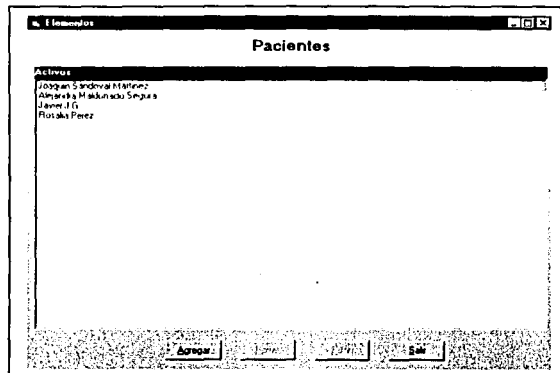 Elementos
Pacientes
Activos
Joaquin Sandoval Martinez
Alejandra Maldonado Segura
Javier J.G.
Rosalia Perez
Agregar Salir